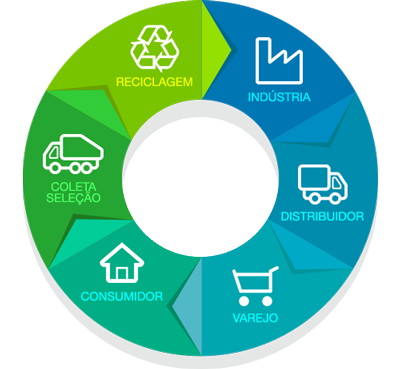 RECICLAGEM
INDÚSTRIA
DISTRIBUIDOR
VAREJO
CONSUMIDOR
COLETA
SELEÇÃO